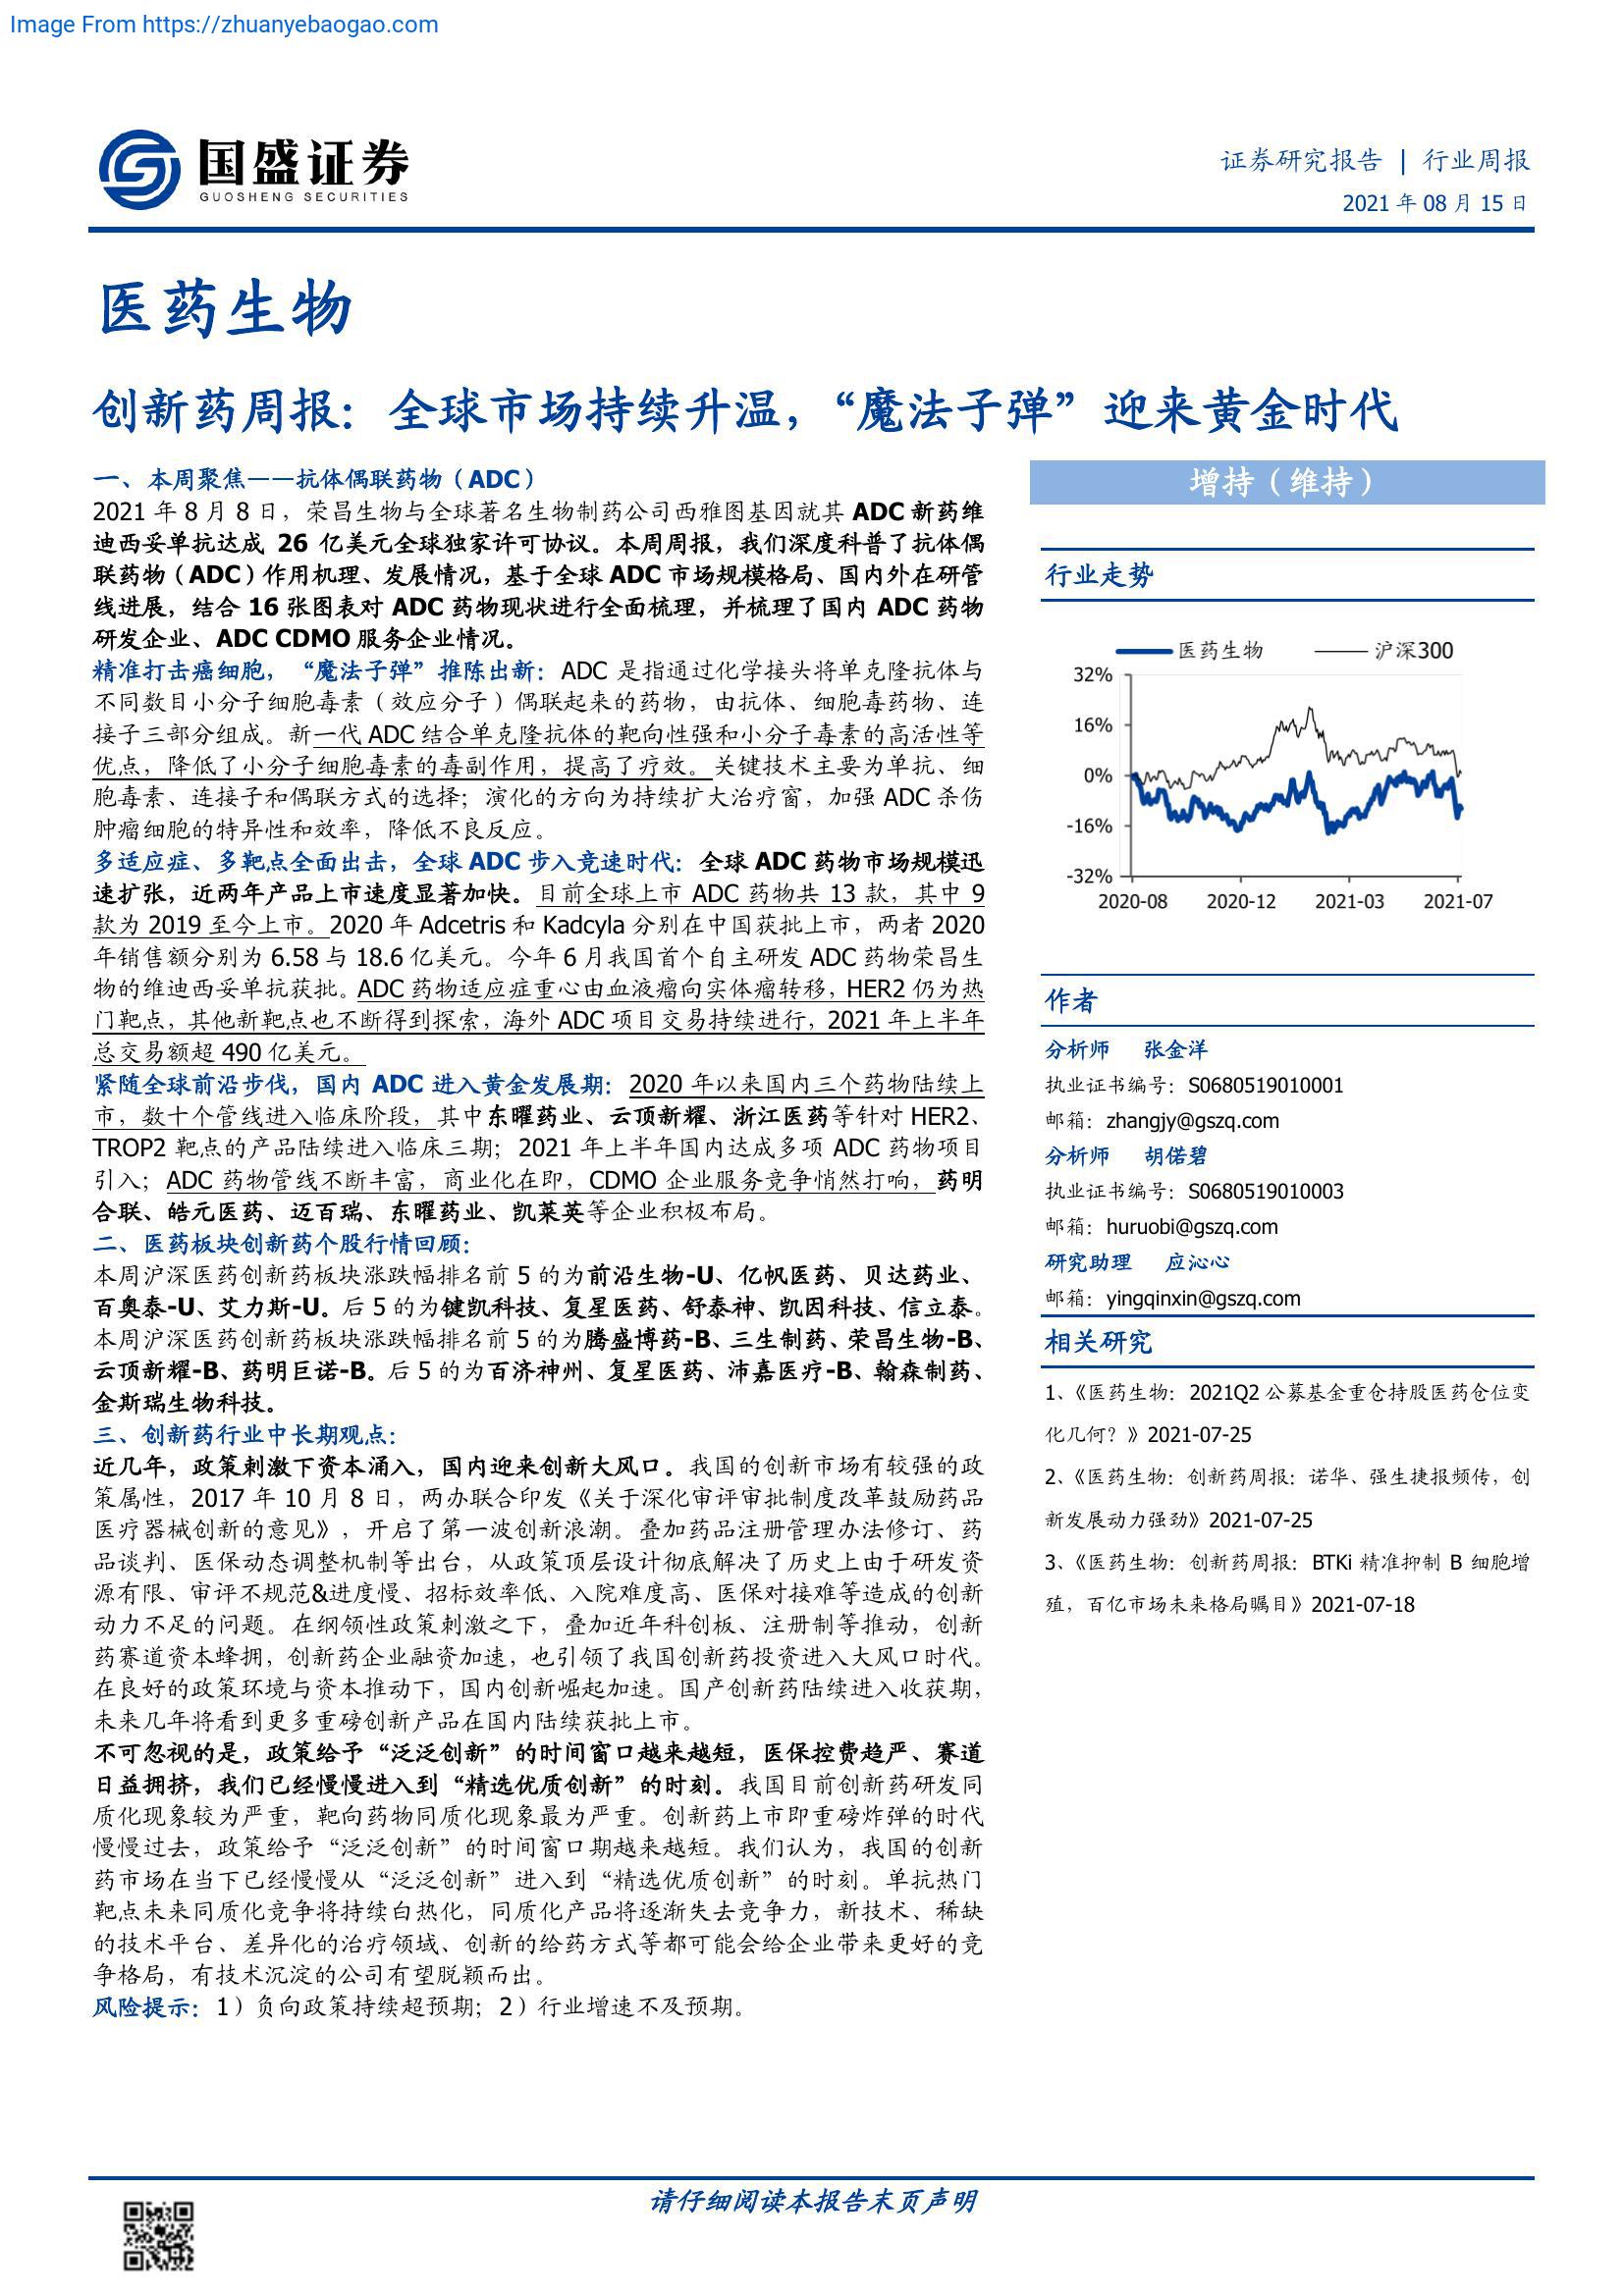 Image From https://zhuanyebaogao.com
国盛证券
GUOSHENG SECURITIES
证券研究报告 | 行业周报
2021 年 08 月 15 日
医药生物
创新药周报：全球市场持续升温，“魔法子弹”迎来黄金时代
一、本周聚焦——抗体偶联药物（ADC）
2021 年 8 月 8 日，荣昌生物与全球著名生物制药公司西雅图基因就其 ADC 新药维
迪西妥单抗达成 26 亿美元全球独家许可协议。本周周报，我们深度科普了抗体偶
联药物（ADC）作用机理、发展情况，基于全球 ADC 市场规模格局、国内外在研管
线进展，结合 16 张图表对 ADC 药物现状进行全面梳理，并梳理了国内 ADC 药物
研发企业、ADC CDMO 服务企业情况。
精准打击癌细胞，“魔法子弹”推陈出新：ADC 是指通过化学接头将单克隆抗体与
不同数目小分子细胞毒素（效应分子）偶联起来的药物，由抗体、细胞毒药物、连
接子三部分组成。新一代 ADC 结合单克隆抗体的靶向性强和小分子毒素的高活性等
优点，降低了小分子细胞毒素的毒副作用，提高了疗效。关键技术主要为单抗、细
胞毒素、连接子和偶联方式的选择；演化的方向为持续扩大治疗窗，加强 ADC 杀伤
肿瘤细胞的特异性和效率，降低不良反应。
多适应症、多靶点全面出击，全球 ADC 步入竞速时代：全球 ADC 药物市场规模迅
速扩张，近两年产品上市速度显著加快。目前全球上市 ADC 药物共 13 款，其中 9
款为 2019 至今上市。2020 年 Adcetris 和 Kadcyla 分别在中国获批上市，两者 2020
年销售额分别为 6.58 与 18.6 亿美元。今年 6 月我国首个自主研发 ADC 药物荣昌生
物的维迪西妥单抗获批。ADC 药物适应症重心由血液瘤向实体瘤转移，HER2 仍为热
门靶点，其他新靶点也不断得到探索，海外 ADC 项目交易持续进行，2021 年上半年
总交易额超 490 亿美元。
紧随全球前沿步伐，国内 ADC 进入黄金发展期：2020 年以来国内三个药物陆续上
市，数十个管线进入临床阶段，其中东曜药业、云顶新耀、浙江医药等针对 HER2、
TROP2 靶点的产品陆续进入临床三期；2021 年上半年国内达成多项 ADC 药物项目
引入；ADC 药物管线不断丰富，商业化在即，CDMO 企业服务竞争悄然打响，药明
合联、皓元医药、迈百瑞、东曜药业、凯莱英等企业积极布局。
二、医药板块创新药个股行情回顾：
本周沪深医药创新药板块涨跌幅排名前 5 的为前沿生物-U、亿帆医药、贝达药业、
百奥泰-U、艾力斯-U。后 5 的为键凯科技、复星医药、舒泰神、凯因科技、信立泰。
本周沪深医药创新药板块涨跌幅排名前 5 的为腾盛博药-B、三生制药、荣昌生物-B、
云顶新耀-B、药明巨诺-B。后 5 的为百济神州、复星医药、沛嘉医疗-B、翰森制药、
金斯瑞生物科技。
三、创新药行业中长期观点：
近几年，政策刺激下资本涌入，国内迎来创新大风口。我国的创新市场有较强的政
策属性，2017 年 10 月 8 日，两办联合印发《关于深化审评审批制度改革鼓励药品
医疗器械创新的意见》，开启了第一波创新浪潮。叠加药品注册管理办法修订、药
品谈判、医保动态调整机制等出台，从政策顶层设计彻底解决了历史上由于研发资
源有限、审评不规范&进度慢、招标效率低、入院难度高、医保对接难等造成的创新
动力不足的问题。在纲领性政策刺激之下，叠加近年科创板、注册制等推动，创新
药赛道资本蜂拥，创新药企业融资加速，也引领了我国创新药投资进入大风口时代。
在良好的政策环境与资本推动下，国内创新崛起加速。国产创新药陆续进入收获期，
未来几年将看到更多重磅创新产品在国内陆续获批上市。
不可忽视的是，政策给予“泛泛创新”的时间窗口越来越短，医保控费趋严、赛道
日益拥挤，我们已经慢慢进入到“精选优质创新”的时刻。我国目前创新药研发同
质化现象较为严重，靶向药物同质化现象最为严重。创新药上市即重磅炸弹的时代
慢慢过去，政策给予“泛泛创新”的时间窗口期越来越短。我们认为，我国的创新
药市场在当下已经慢慢从“泛泛创新”进入到“精选优质创新”的时刻。单抗热门
靶点未来同质化竞争将持续白热化，同质化产品将逐渐失去竞争力，新技术、稀缺
的技术平台、差异化的治疗领域、创新的给药方式等都可能会给企业带来更好的竞
争格局，有技术沉淀的公司有望脱颖而出。
风险提示：1）负向政策持续超预期；2）行业增速不及预期。
增持（维持）
行业走势
医药生物 沪深300
32%
16%
0%
-16%
-32%
2020-08 2020-12 2021-03 2021-07
作者
分析师 张金洋
执业证书编号：S0680519010001
邮箱：zhangjy@gszq.com
分析师 胡偌碧
执业证书编号：S0680519010003
邮箱：huruobi@gszq.com
研究助理 应沁心
邮箱：yingqinxin@gszq.com
相关研究
1、《医药生物：2021Q2 公募基金重仓持股医药仓位变
化几何？》2021-07-25
2、《医药生物：创新药周报：诺华、强生捷报频传，创
新发展动力强劲》2021-07-25
3、《医药生物：创新药周报：BTKi 精准抑制 B 细胞增
殖，百亿市场未来格局瞩目》2021-07-18
请仔细阅读本报告末页声明